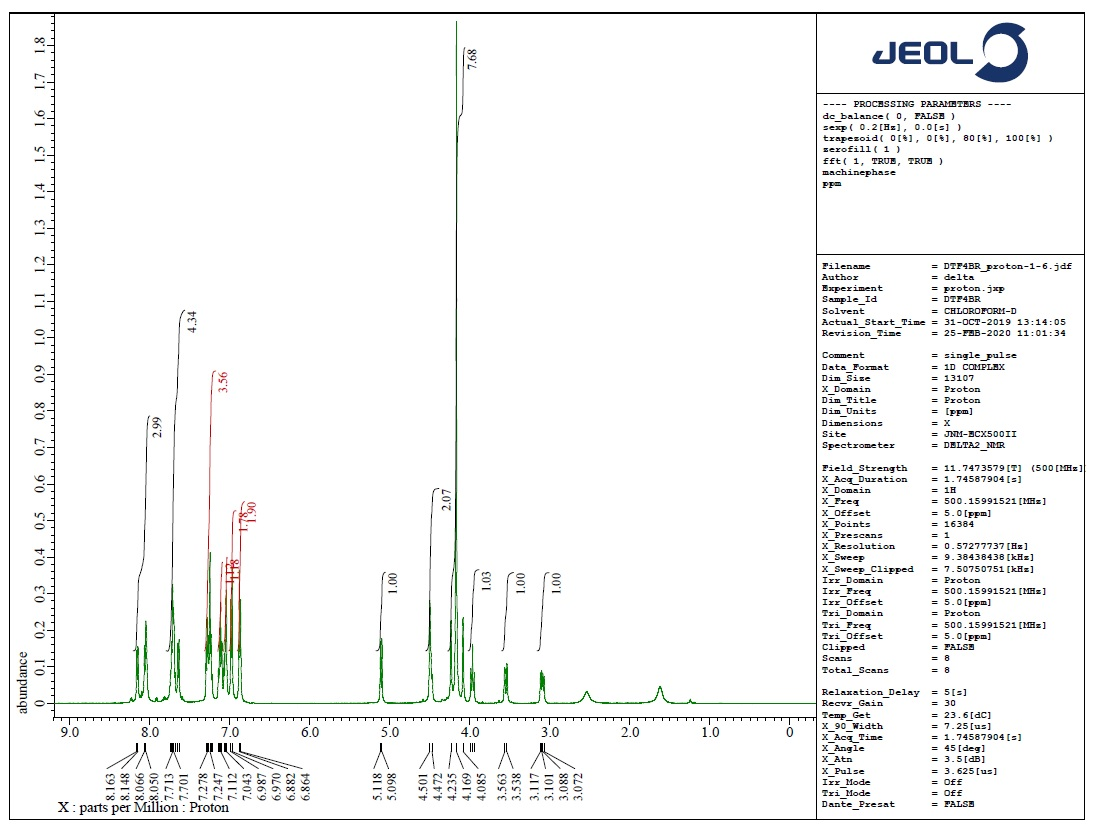 JEOL
---- PROCESSING PARAMETERS ----
dc_balance( 0, FALSE )
sexp( 0.2[Hz], 0.0[s] )
trapezoid( 0[%], 0[%], 80[%], 100[%] )
zerofill( 1 )
fft( 1, TRUE, TRUE )
machinephase
ppm
Filename = DTF4BR_proton-1-6.jdf
Author = delta
Experiment = proton.jxp
Sample_Id = DTF4BR
Solvent = CHLOROFORM-D
Actual_Start_Time = 31-OCT-2019 13:14:05
Revision_Time = 25-FEB-2020 11:01:34
Comment = single_pulse
Data_Format = 1D COMPLEX
Dim_Size = 13107
X_Domain = Proton
Dim_Title = Proton
Dim_Units = [ppm]
Dimensions = X
Site = JNM-ECX500II
Spectrometer = DELTA2_NMR
Field_Strength = 11.7473579[T] (500[MHz]
X_Acq_Duration = 1.74587904[s]
X_Domain = 1H
X_Freq = 500.15991521[MHz]
X_Offset = 5.0[ppm]
X_Points = 16384
X_Prescans = 1
X_Resolution = 0.57277737[Hz]
X_Sweep = 9.38438438[kHz]
X_Sweep_Clipped = 7.50750751[kHz]
Irr_Domain = Proton
Irr_Freq = 500.15991521[MHz]
Irr_Offset = 5.0[ppm]
Tri_Domain = Proton
Tri_Freq = 500.15991521[MHz]
Tri_Offset = 5.0[ppm]
Clipped = FALSE
Scans = 8
Total_Scans = 8
Relaxation_Delay = 5[s]
Recvr_Gain = 30
Temp_Get = 23.6[dC]
X_90_Width = 7.25[us]
X_Acq_Time = 1.74587904[s]
X_Angle = 45[deg]
X_Atn = 3.5[dB]
X_Pulse = 3.625[us]
Irr_Mode = Off
Tri_Mode = Off
Dante_Presat = FALSE
abundance
1.8
1.7
1.6
1.5
1.4
1.3
1.2
1.1
1.0
0.9
0.8
0.7
0.6
0.5
0.4
0.3
0.2
0.1
0
2.99
4.34
3.56
1.18
1.78
1.90
1.00
2.07
7.68
1.03
1.00
1.00
9.0 8.0 7.0 6.0 5.0 4.0 3.0 2.0 1.0 0
8.163
8.148
8.066
8.050
7.713
7.701
7.278
7.247
7.112
7.043
6.987
6.970
6.882
6.864
5.118
5.098
4.501
4.472
4.235
4.169
4.085
3.563
3.538
3.117
3.101
3.088
3.072
X : parts per Million : Proton